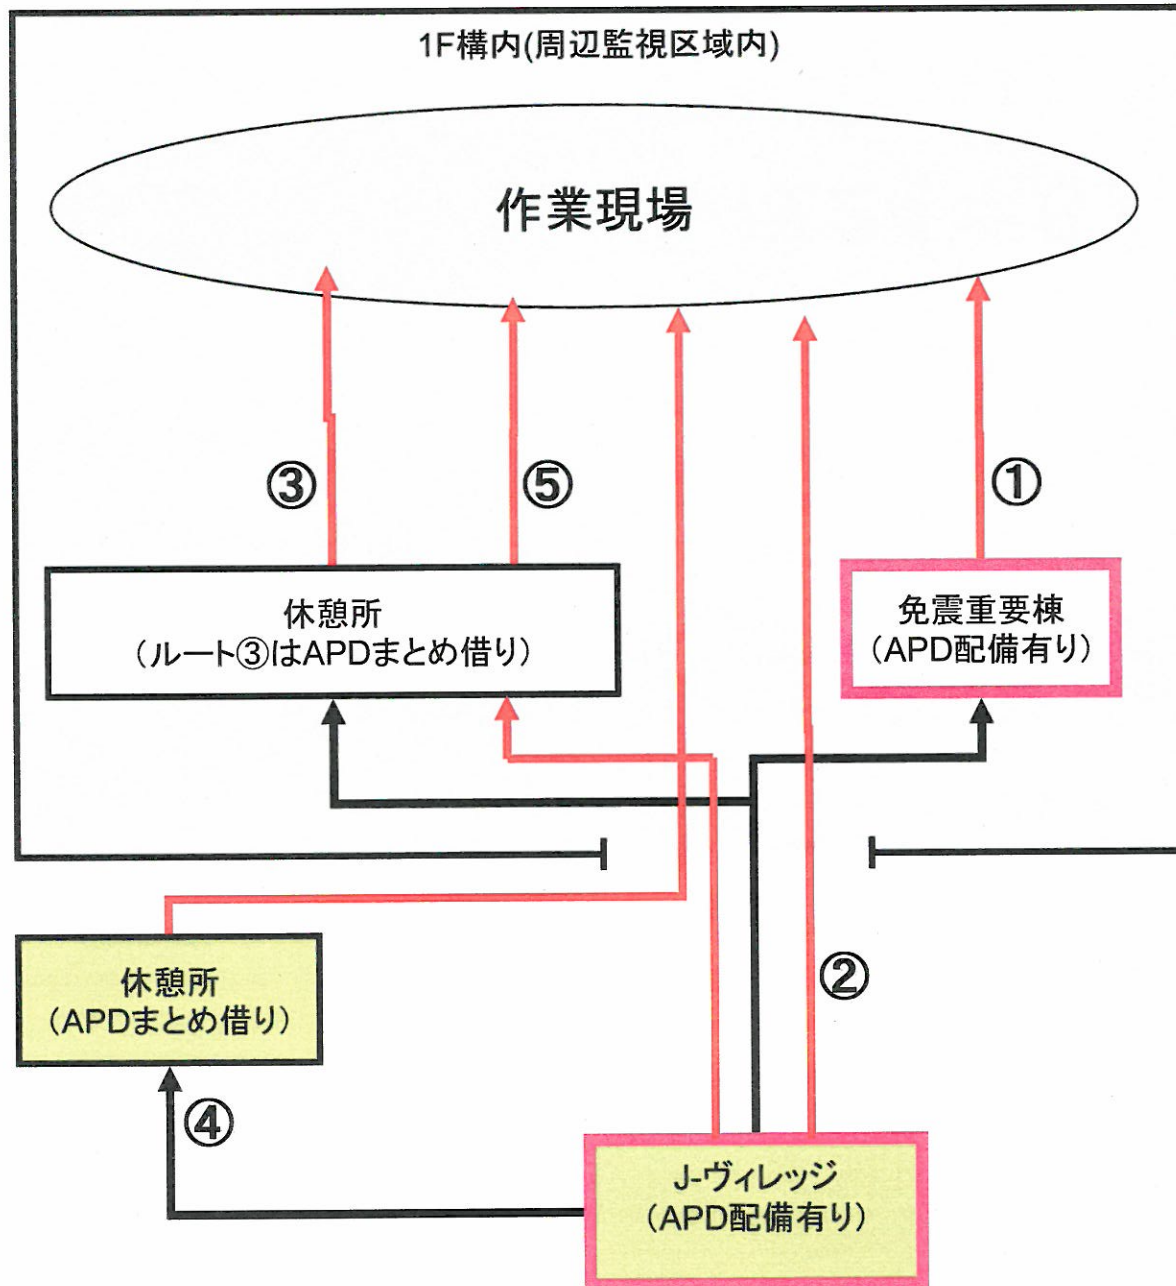 1F構内(周辺監視区域内)
作業現場
③
⑤
①
休憩所
(ルート③はAPDまとめ借り)
免震重要棟
(APD配備有り)
休憩所
(APDまとめ借り)
②
④
J-ヴィレッジ
(APD配備有り)